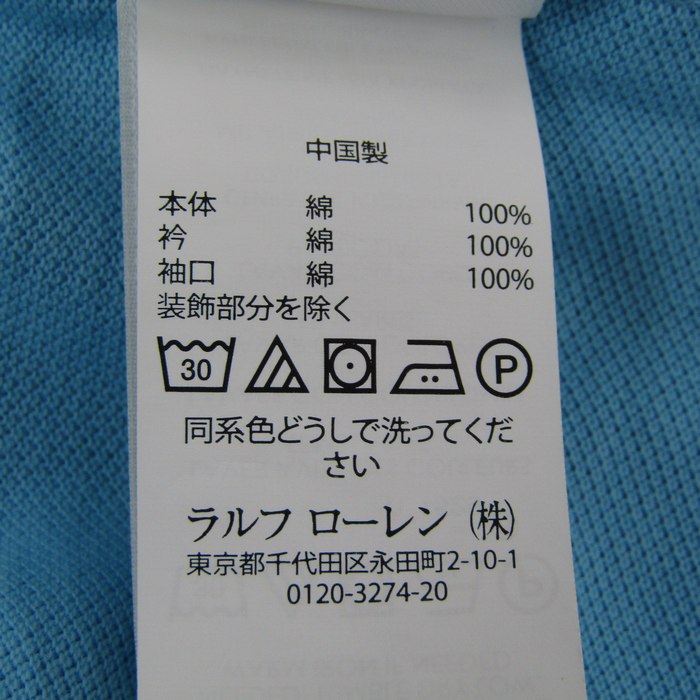 中国製
本体 綿 100%
衿 綿 100%
袖口 綿 100%
装飾部分を除く
30 P
同系色どうしで洗ってくだ
さい
ラルフ ローレン (株)
東京都千代田区永田町2-10-1
0120-3274-20